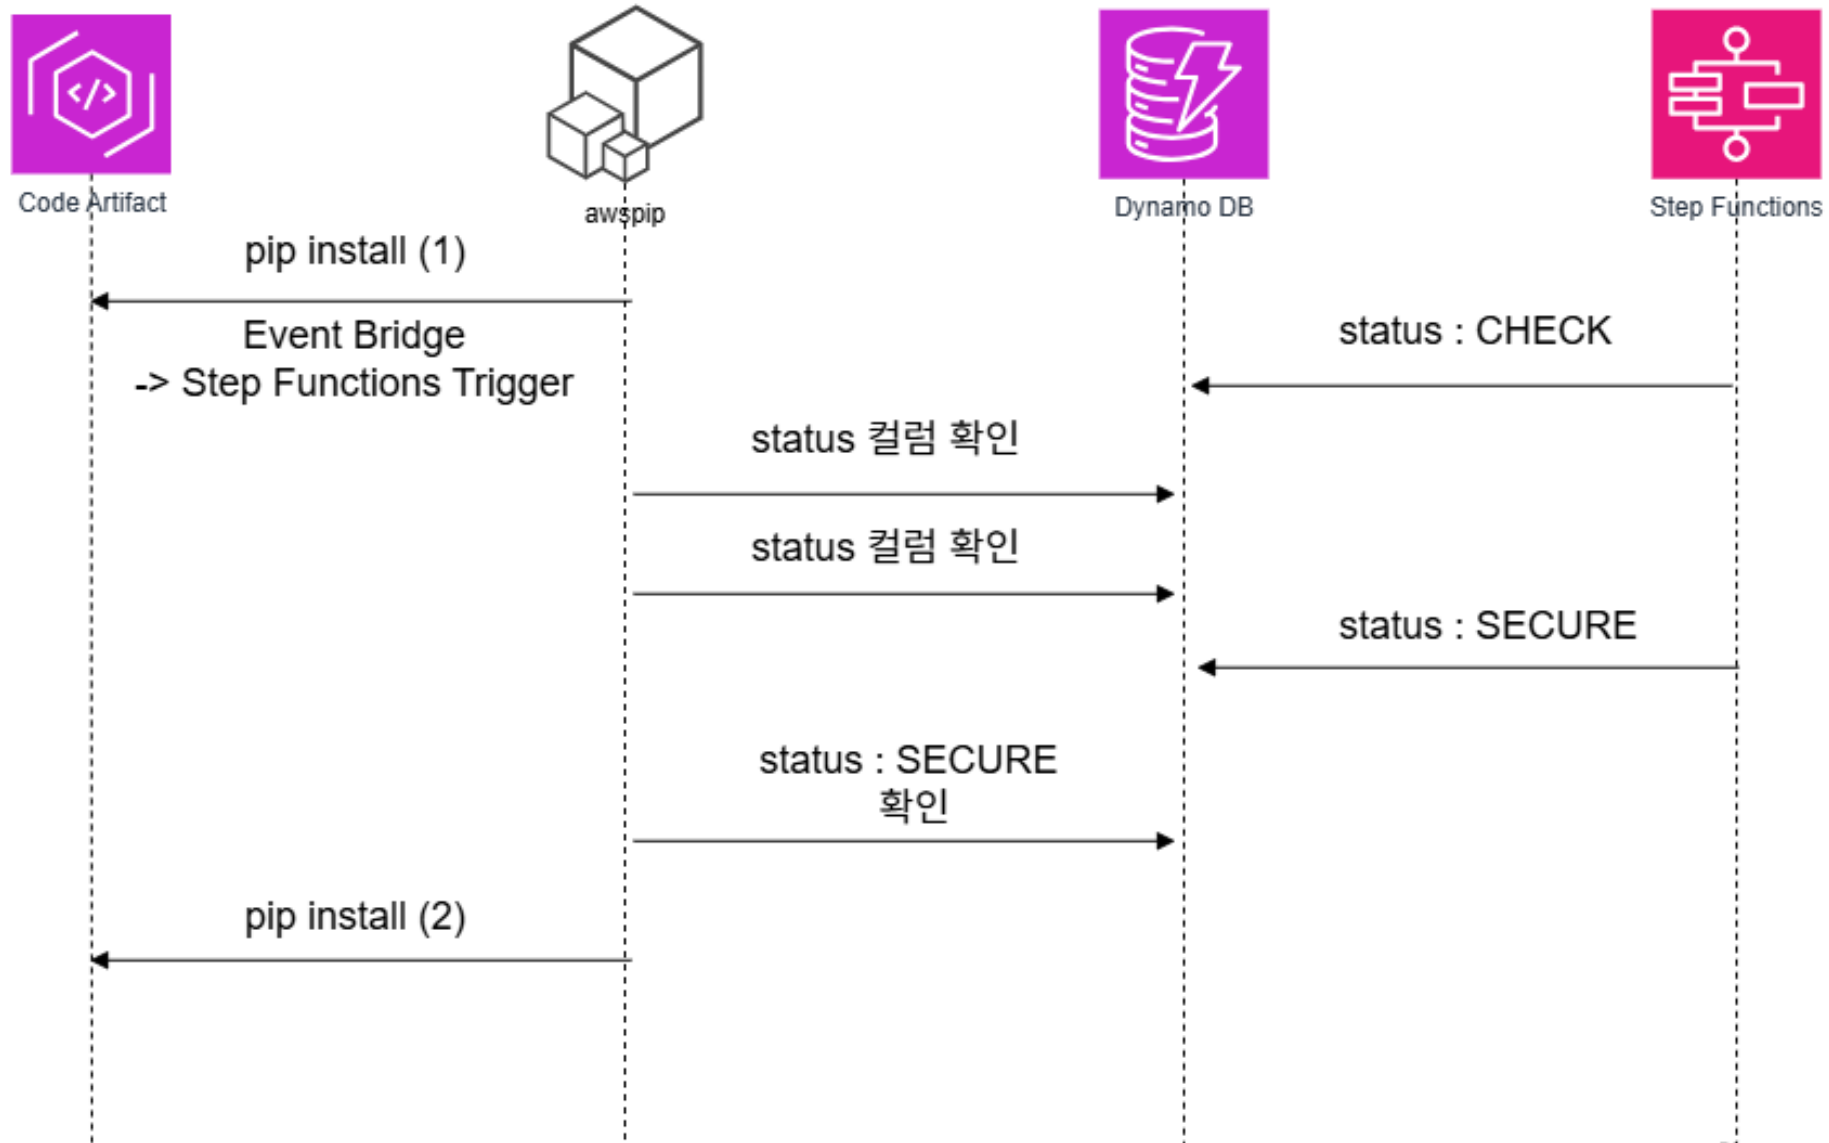 Code Artifact
awspip
Dynamo DB
Step Functions
pip install (1)
Event Bridge
-> Step Functions Trigger
status : CHECK
status 컬럼 확인
status 컬럼 확인
status : SECURE
status : SECURE
확인
pip install (2)